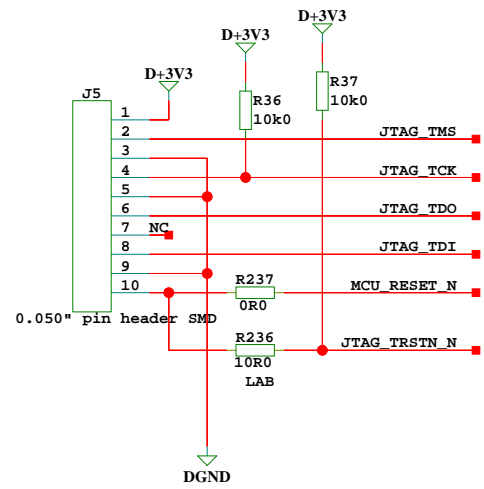 D+3V3
D+3V3
D+3V3
J5
R36
10k0
R37
10k0
1
2
JTAG_TMS
3
4
JTAG_TCK
5
6
JTAG_TDO
7
NC
8
JTAG_TDI
9
10
R237
0R0
MCU_RESET_N
0.050" pin header SMD
R236
10R0
LAB
JTAG_TRSTN_N
DGND